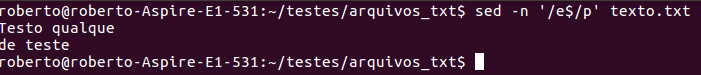 roberto@roberto-Aspire-E1-531:~/testes/arquivos_txt$ sed -n '/e$/p' texto.txt
Testo qualque
de teste
roberto@roberto-Aspire-E1-531:~/testes/arquivos_txt$